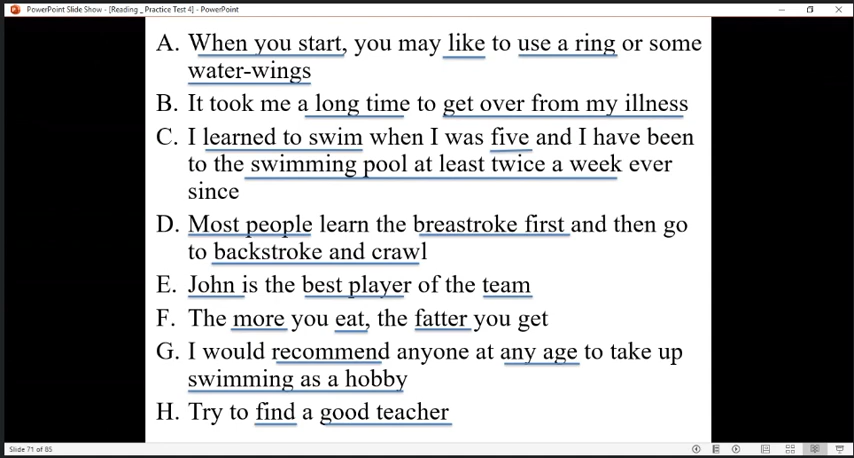 PowerPoint Slide Show - [Reading _ Practice Test 4] - PowerPoint
A. When you start, you may like to use a ring or some
water-wings
B. It took me a long time to get over from my illness
C. I learned to swim when I was five and I have been
to the swimming pool at least twice a week ever
since
D. Most people learn the breastroke first and then go
to backstroke and crawl
E. John is the best player of the team
F. The more you eat, the fatter you get
G. I would recommend anyone at any age to take up
swimming as a hobby
H. Try to find a good teacher
Slide 71 of 85